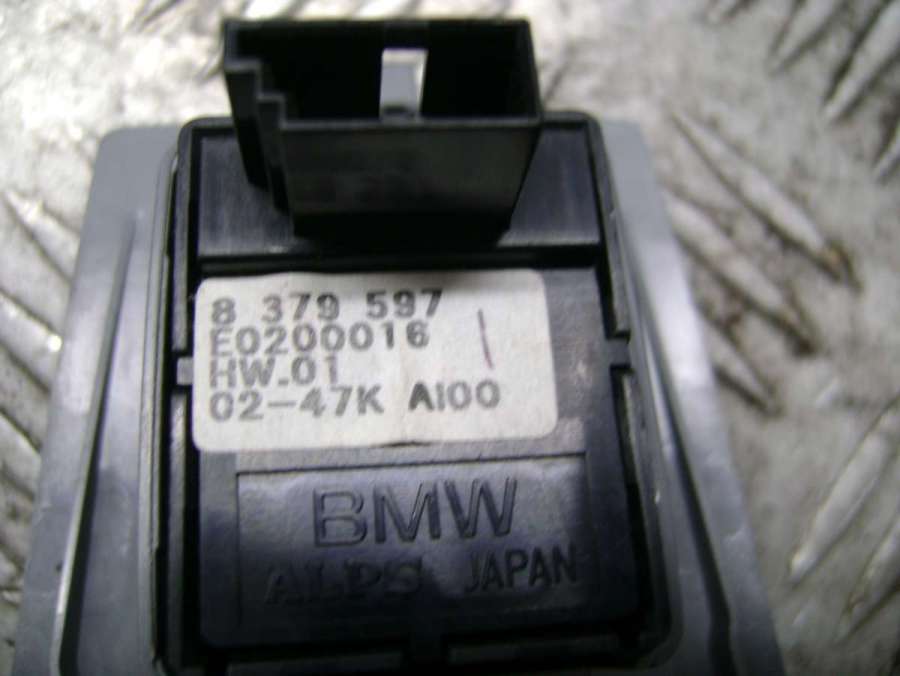 8 379 597
E0200016
HW.01
02-47K AI00
BMW
ALPS JAPAN